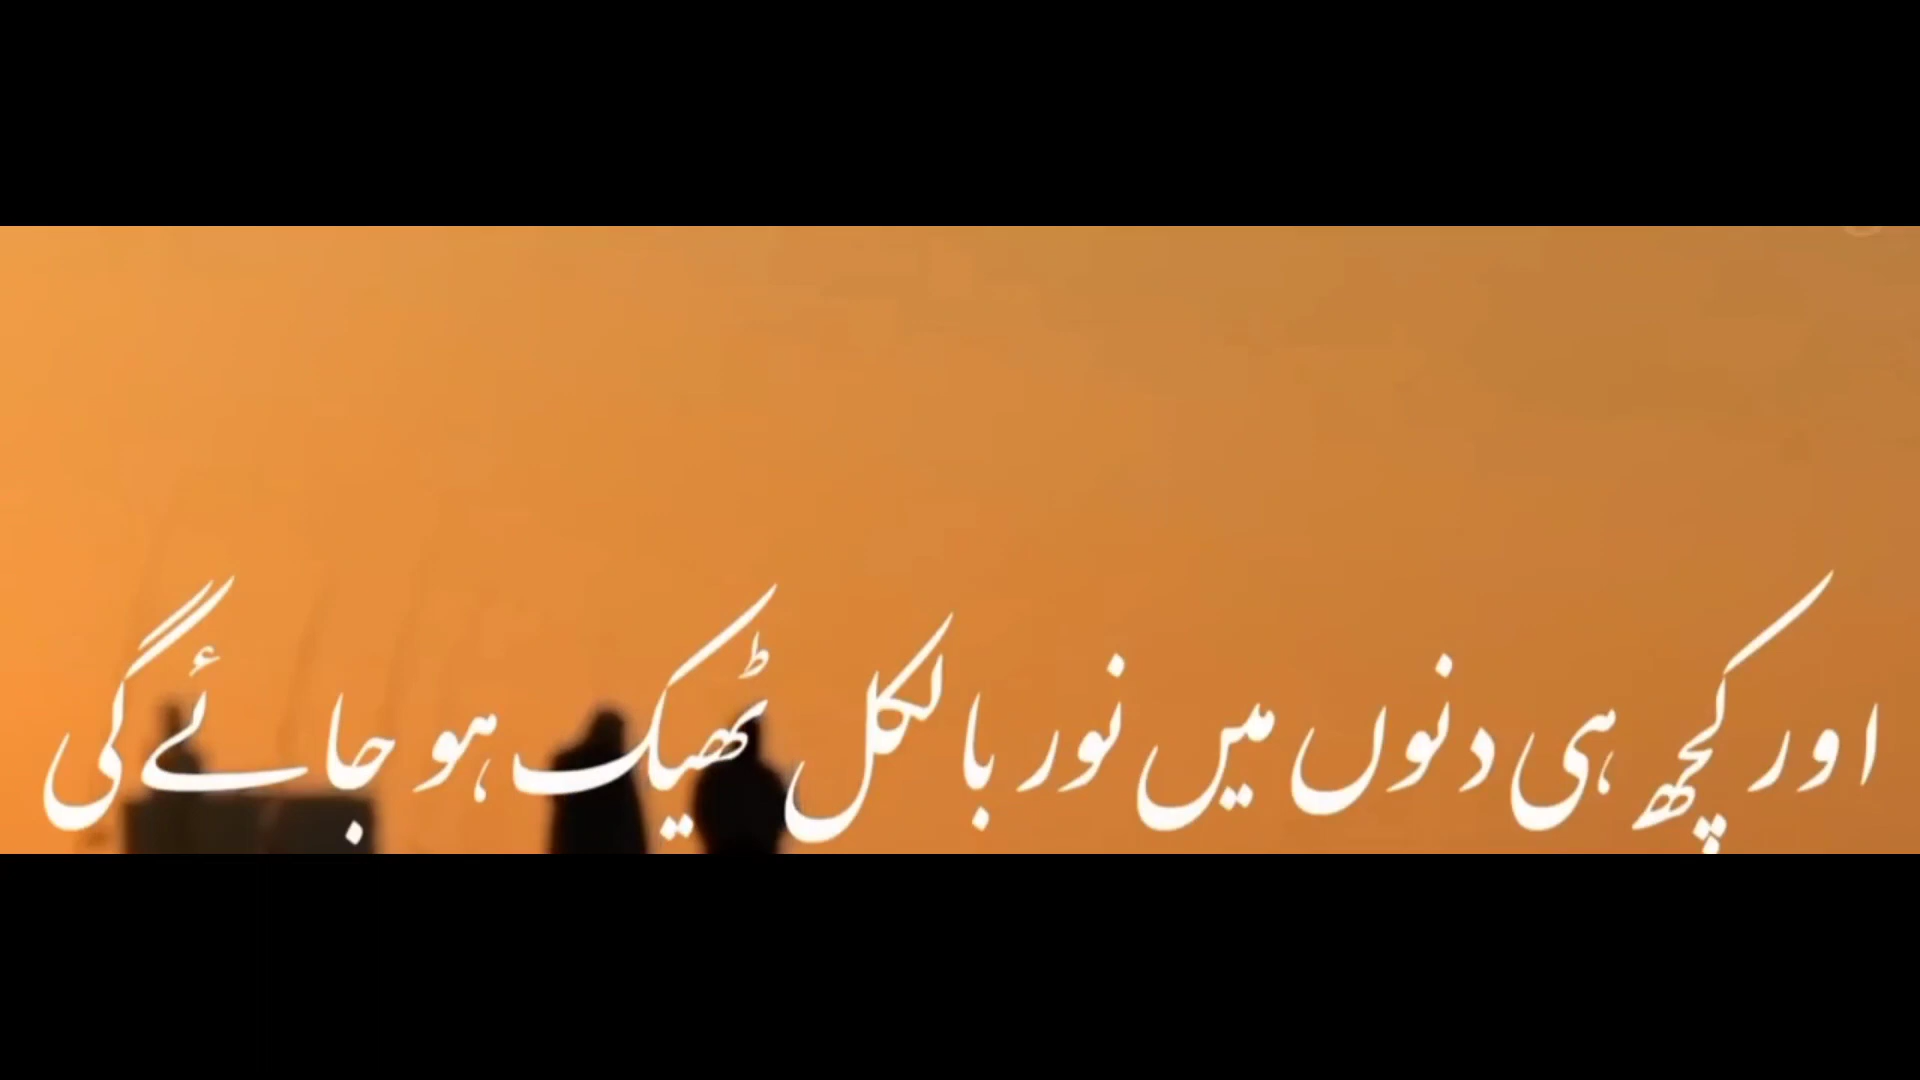 اور کچھ ہی دنوں میں نور بالکل ٹھیک ہو جائے گی